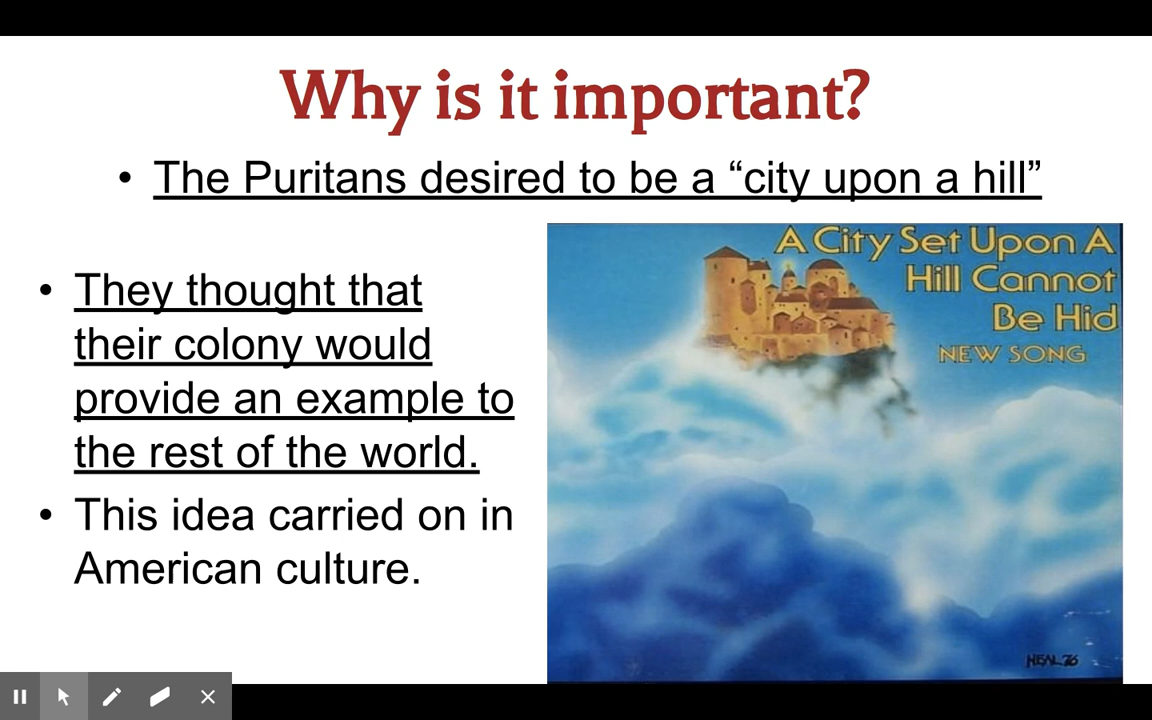 Why is it important?
• The Puritans desired to be a “city upon a hill”
• They thought that
their colony would
provide an example to
the rest of the world.
• This idea carried on in
American culture.
A City Set Upon A
Hill Cannot
Be Hid
NEW SONG
NEAL 76